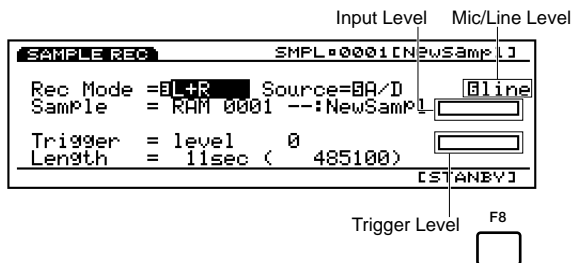 Input Level Mic/Line Level
SAMPLE REC SMPL:0001[NewSampl]
Rec Mode =L+R Source=A/D line
Sample = RAM 0001 --:NewSampl
Trigger = level 0
Length = 11sec ( 485100)
[STANBY]
Trigger Level F8